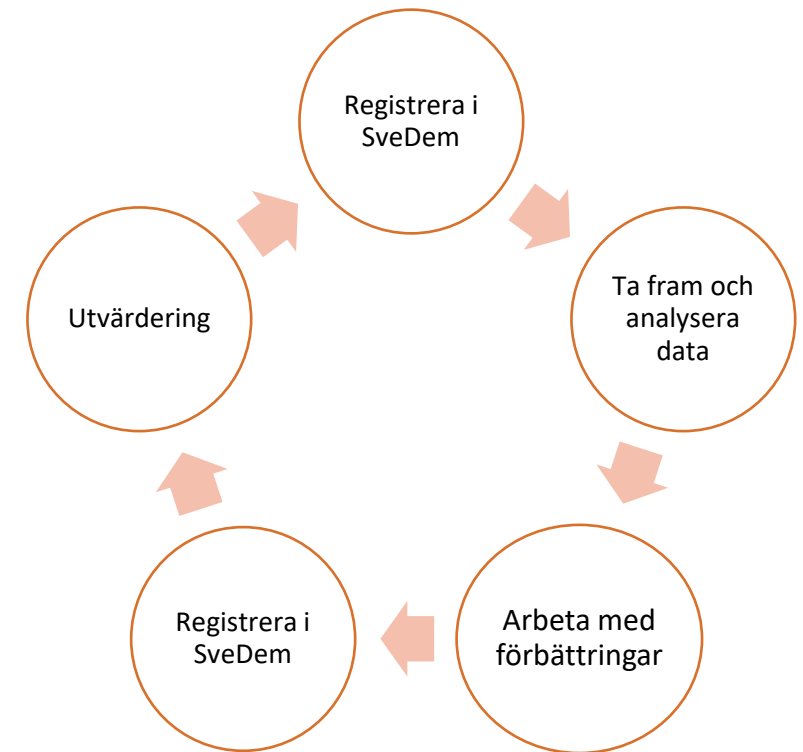 Registrera i
SveDem
Ta fram och
analysera
data
Arbeta med
förbättringar
Registrera i
SveDem
Utvärdering